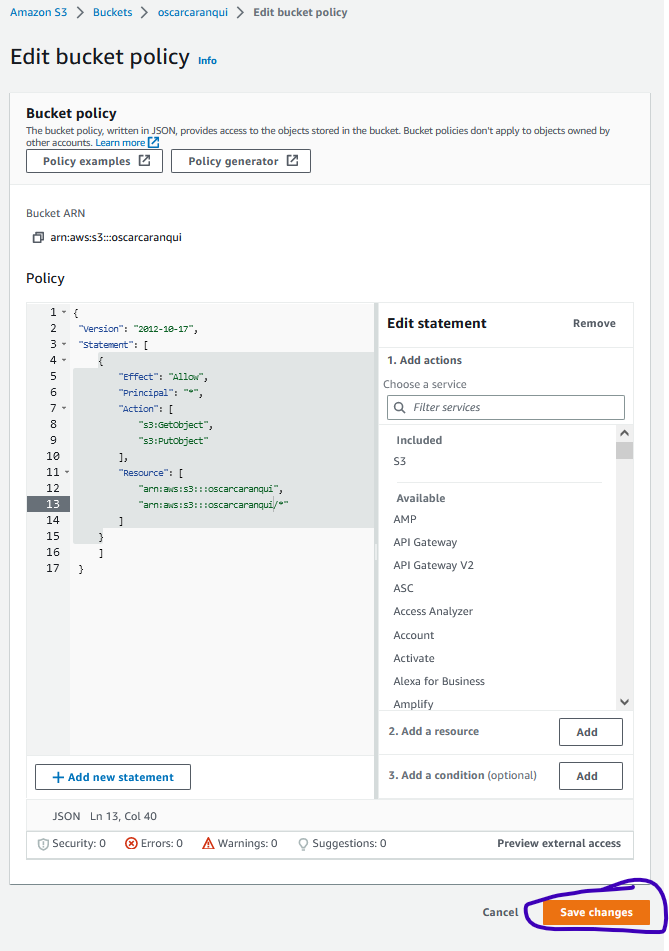 Amazon S3 > Buckets > oscarcaranqui > Edit bucket policy
Edit bucket policy Info
Bucket policy
The bucket policy, written in JSON, provides access to the objects stored in the bucket. Bucket policies don't apply to objects owned by
other accounts. Learn more
Policy examples
Policy generator
Bucket ARN
arn:aws:s3:::oscarcaranqui
Policy
1 {
2 "Version": "2012-10-17",
3 "Statement": [
4 {
5 "Effect": "Allow",
6 "Principal": "*",
7 "Action": [
8 "s3:GetObject",
9 "s3:PutObject"
10 ],
11 "Resource": [
12 "arn:aws:s3:::oscarcaranqui",
13 "arn:aws:s3:::oscarcaranqui/*"
14 ]
15 }
16 ]
17 }
+ Add new statement
Edit statement
Remove
1. Add actions
Choose a service
Filter services
Included
S3
Available
AMP
API Gateway
API Gateway V2
ASC
Access Analyzer
Account
Activate
Alexa for Business
Amplify
2. Add a resource
Add
3. Add a condition (optional)
Add
JSON Ln 13, Col 40
Security: 0 Errors: 0 Warnings: 0 Suggestions: 0
Preview external access
Cancel
Save changes